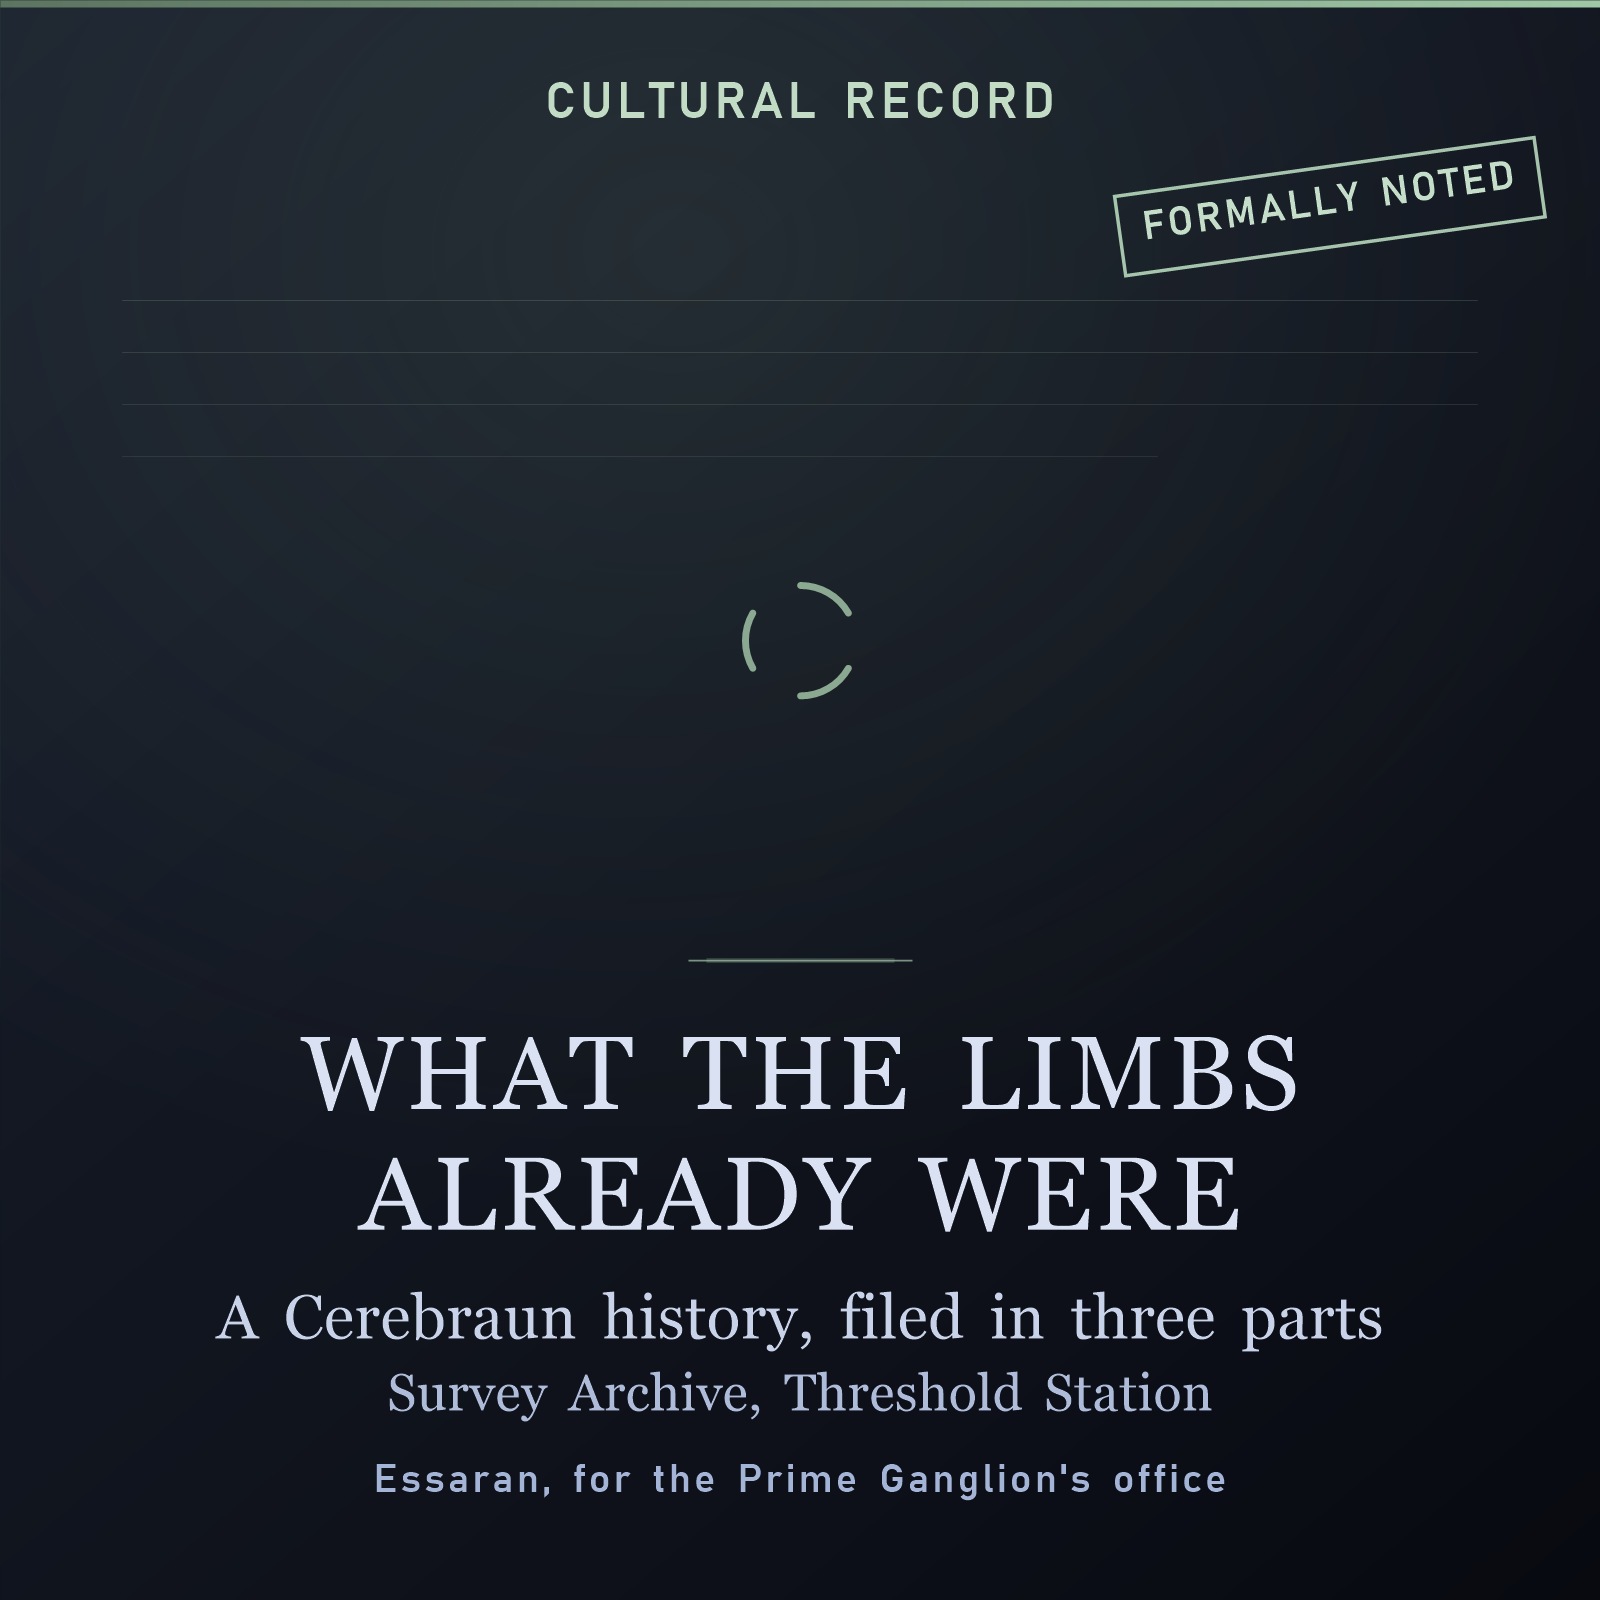 CULTURAL RECORD
FORMALLY NOTED
WHAT THE LIMBS
ALREADY WERE
A Cerebraun history, filed in three parts
Survey Archive, Threshold Station
Essaran, for the Prime Ganglion's office